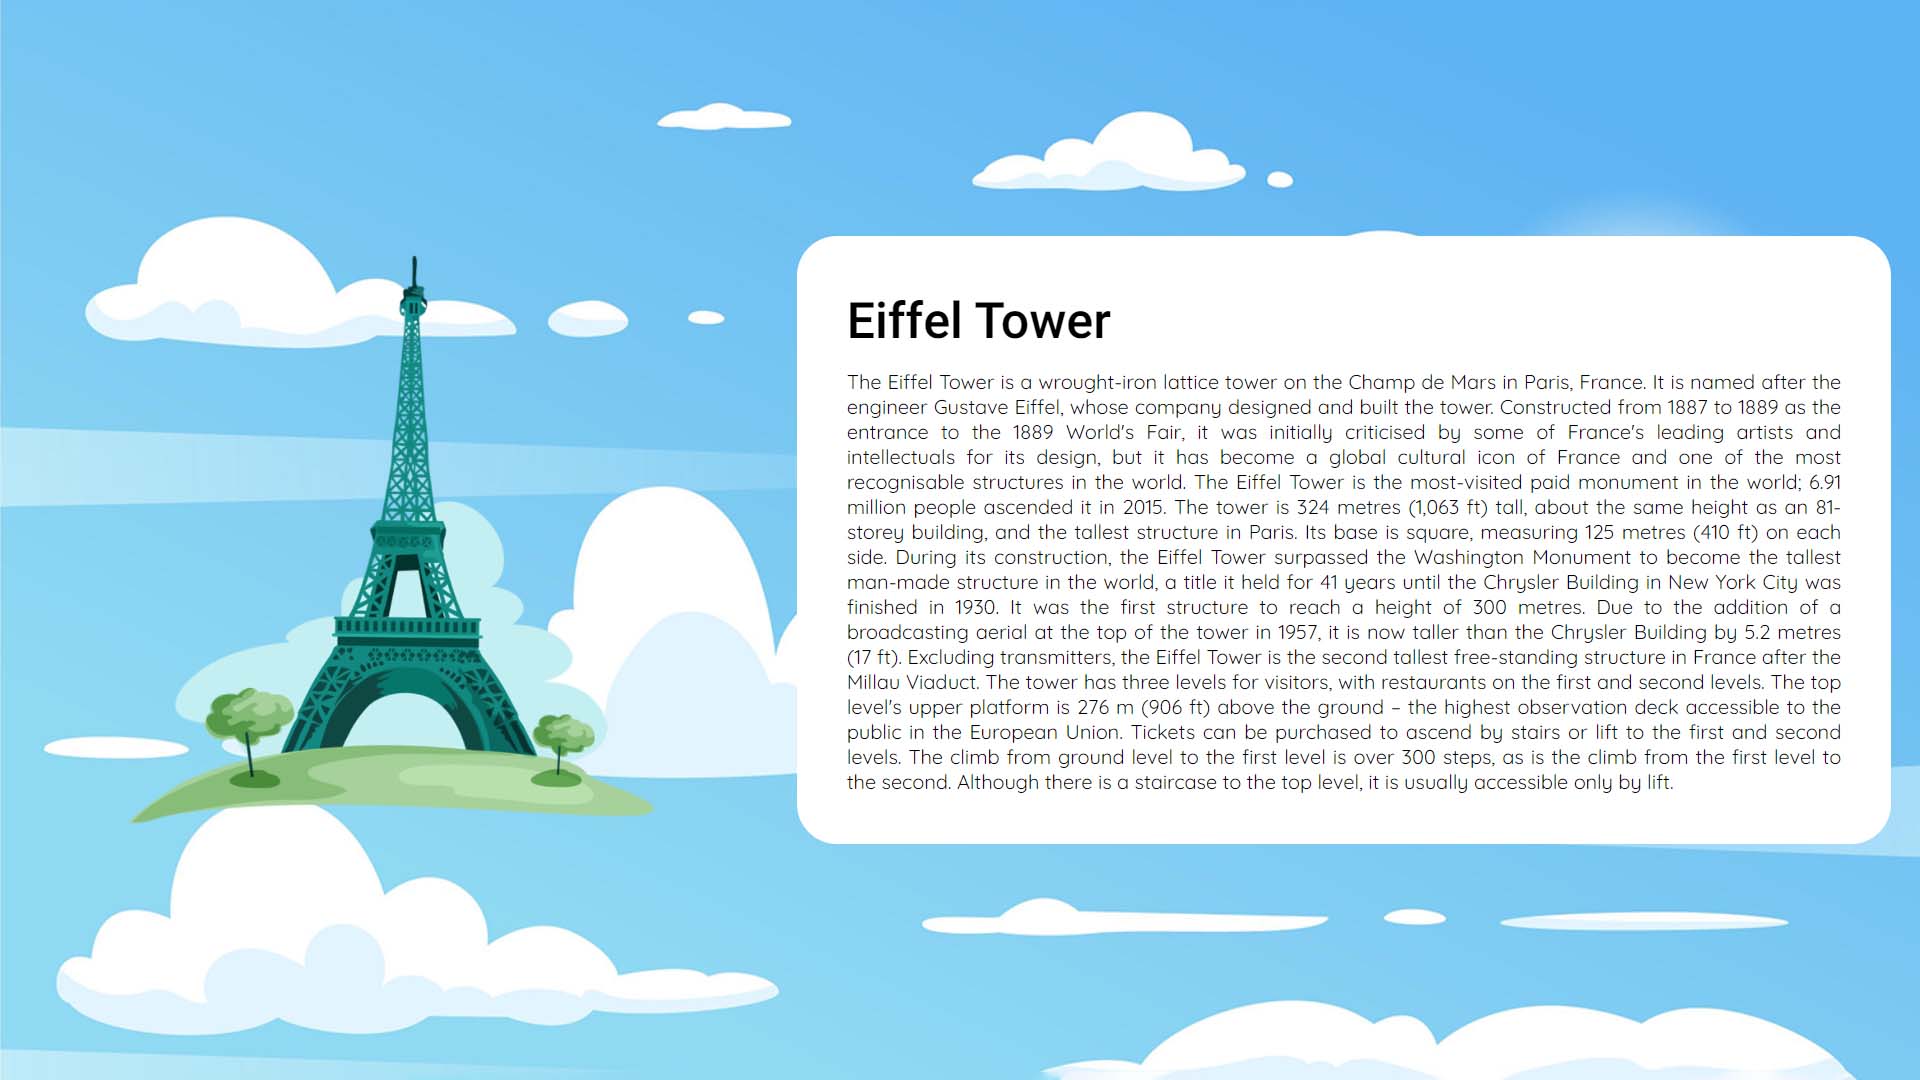 Eiffel Tower
The Eiffel Tower is a wrought-iron lattice tower on the Champ de Mars in Paris, France. It is named after the
engineer Gustave Eiffel, whose company designed and built the tower. Constructed from 1887 to 1889 as the
entrance to the 1889 World's Fair, it was initially criticised by some of France's leading artists and
intellectuals for its design, but it has become a global cultural icon of France and one of the most
recognisable structures in the world. The Eiffel Tower is the most-visited paid monument in the world; 6.91
million people ascended it in 2015. The tower is 324 metres (1,063 ft) tall, about the same height as an 81-
storey building, and the tallest structure in Paris. Its base is square, measuring 125 metres (410 ft) on each
side. During its construction, the Eiffel Tower surpassed the Washington Monument to become the tallest
man-made structure in the world, a title it held for 41 years until the Chrysler Building in New York City was
finished in 1930. It was the first structure to reach a height of 300 metres. Due to the addition of a
broadcasting aerial at the top of the tower in 1957, it is now taller than the Chrysler Building by 5.2 metres
(17 ft). Excluding transmitters, the Eiffel Tower is the second tallest free-standing structure in France after the
Millau Viaduct. The tower has three levels for visitors, with restaurants on the first and second levels. The top
level's upper platform is 276 m (906 ft) above the ground – the highest observation deck accessible to the
public in the European Union. Tickets can be purchased to ascend by stairs or lift to the first and second
levels. The climb from ground level to the first level is over 300 steps, as is the climb from the first level to
the second. Although there is a staircase to the top level, it is usually accessible only by lift.